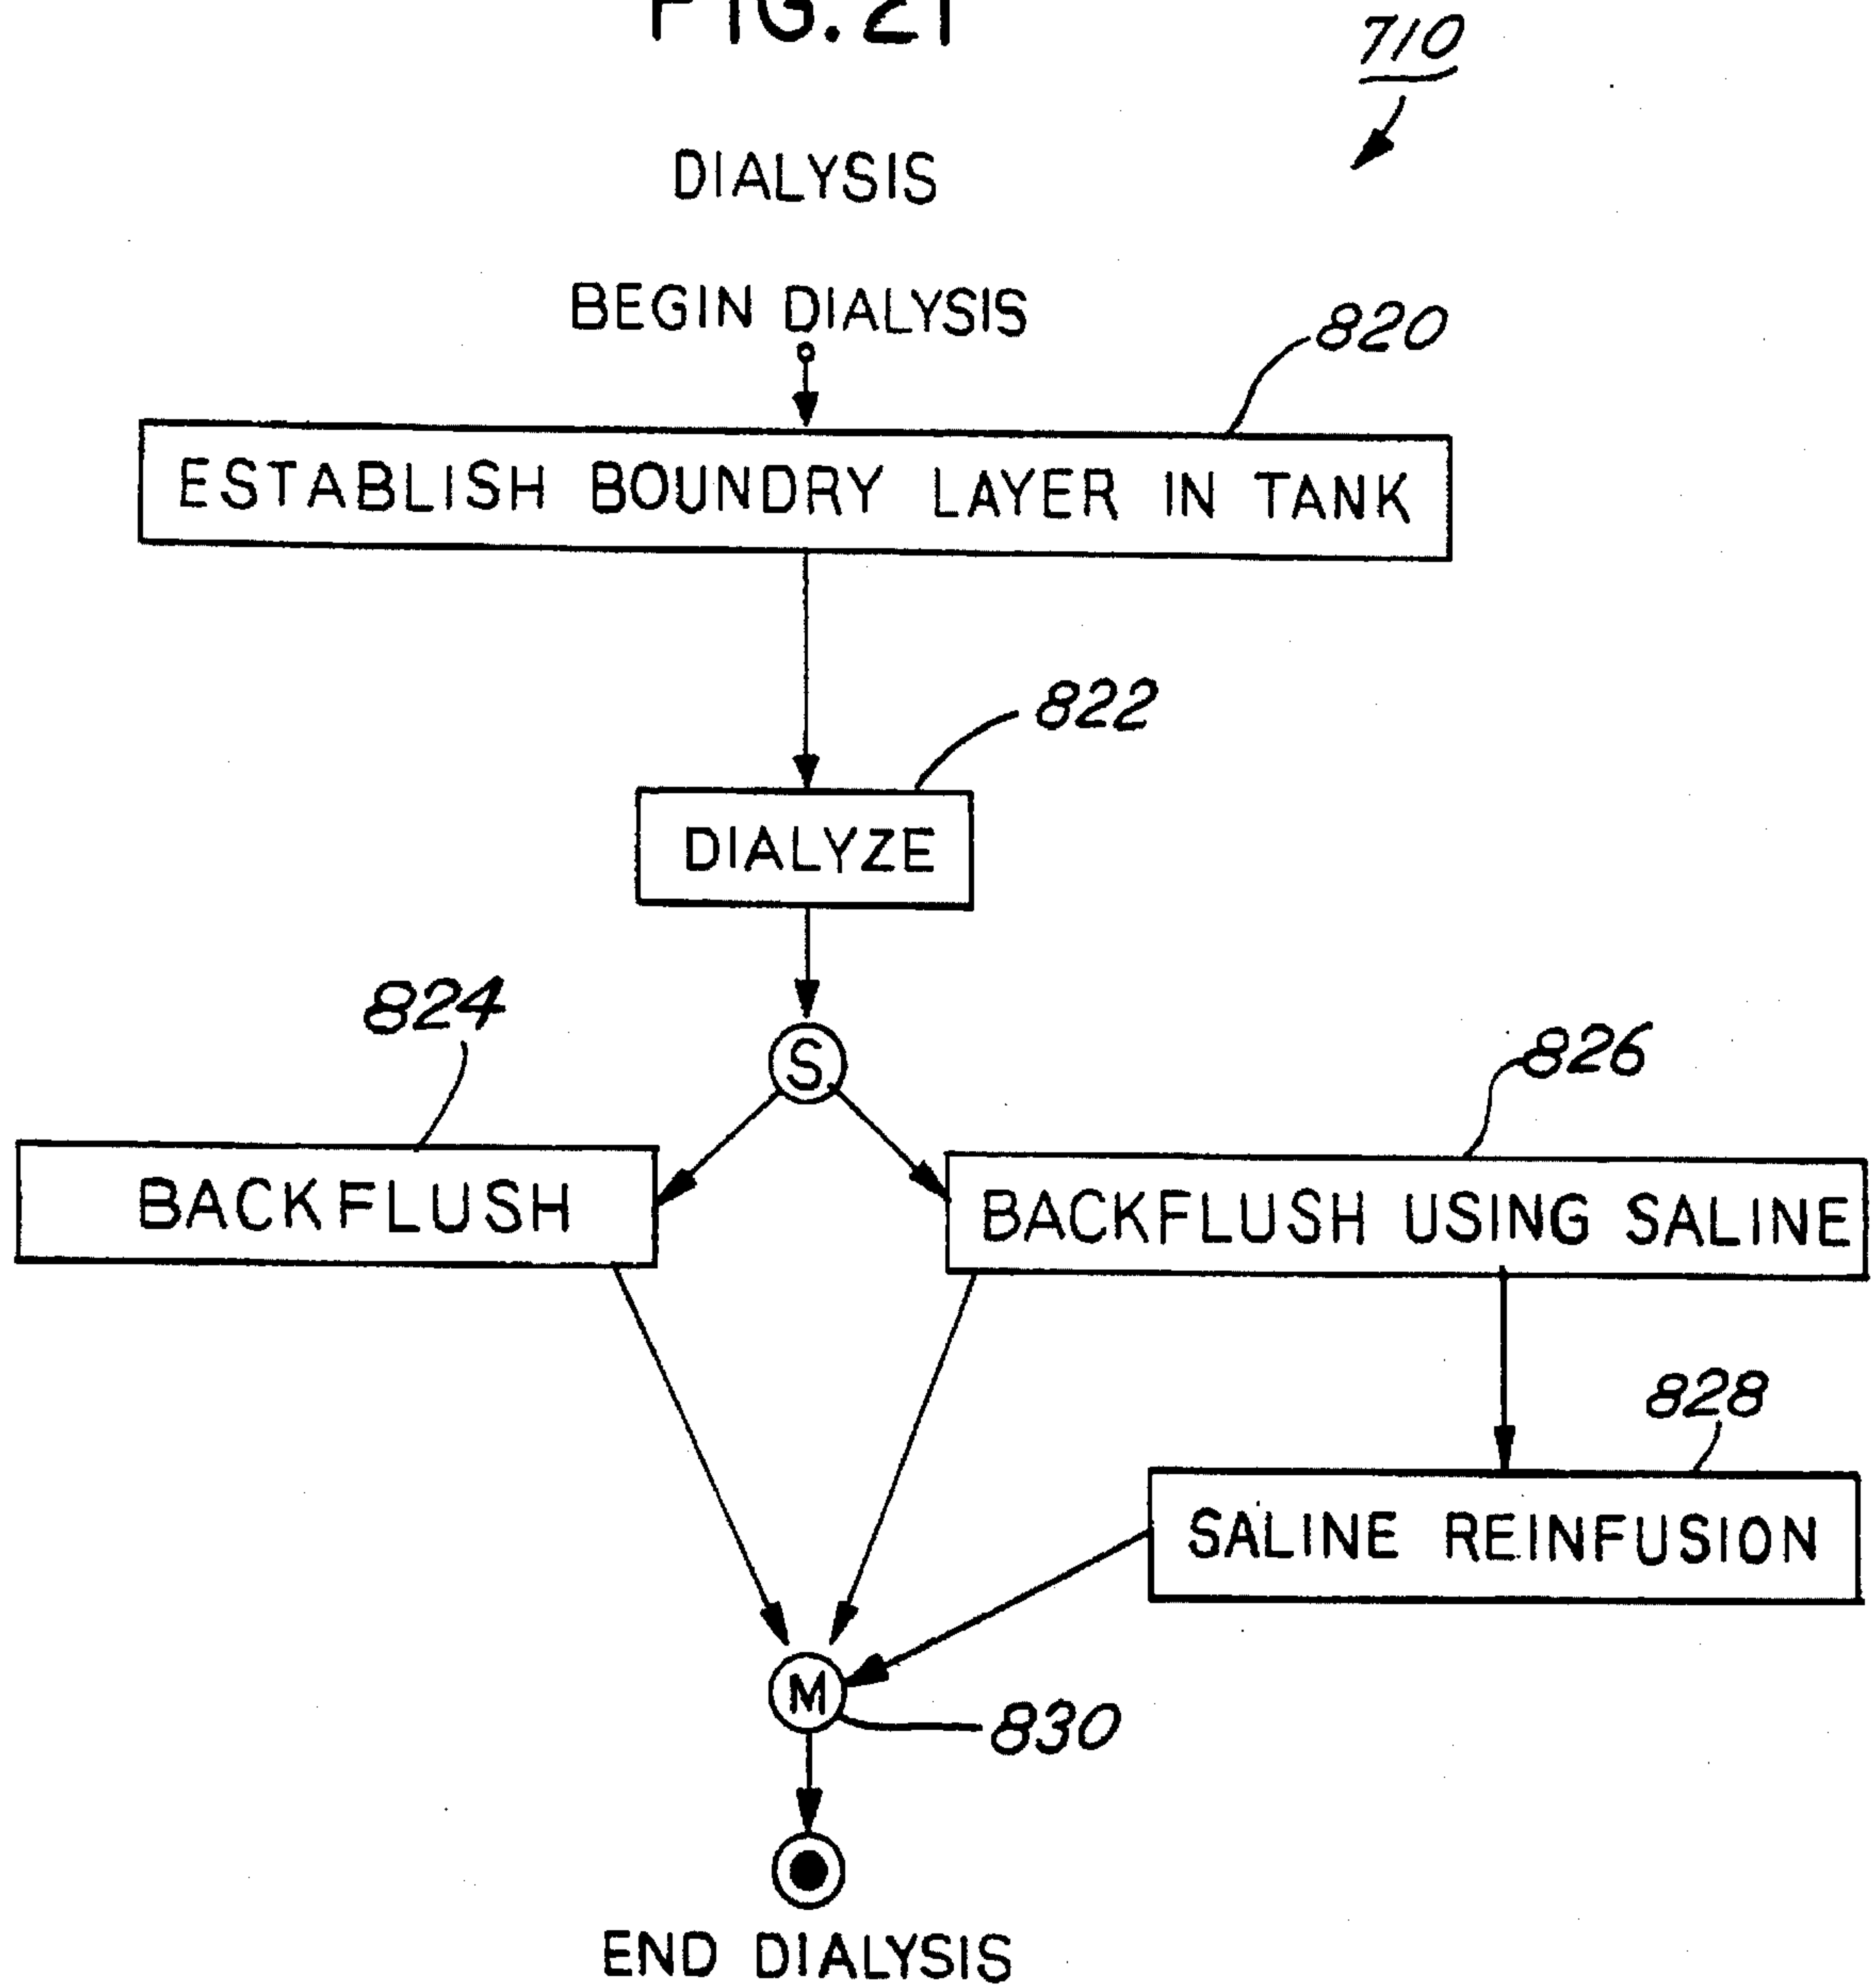 FIG. 21
710
DIALYSIS
BEGIN DIALYSIS
820
ESTABLISH BOUNDRY LAYER IN TANK
822
DIALYZE
824
S
826
BACKFLUSH
BACKFLUSH USING SALINE
828
SALINE REINFUSION
M
830
END DIALYSIS